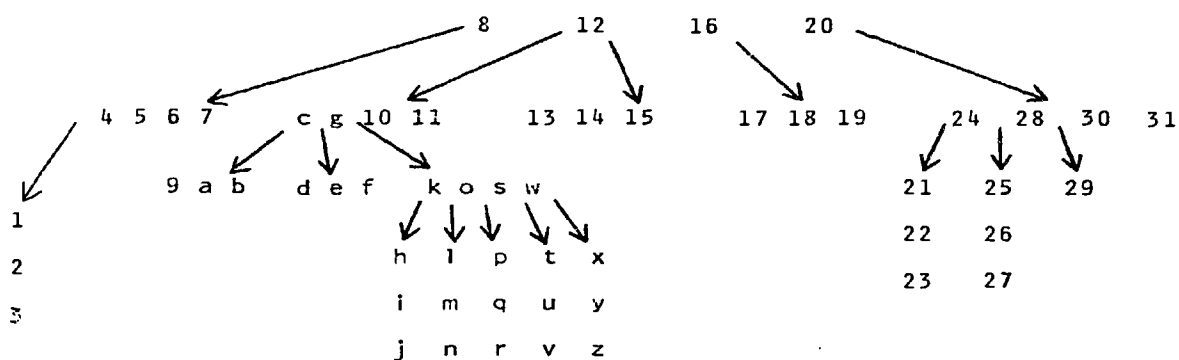 8 12 16 20
4 5 6 7 c g 10 11 13 14 15 17 18 19 24 28 30 31
9 a b d e f k o s w 21 25 29
1
h l p t x 22 26
2
23 27
i m q u y
3
j n r v z